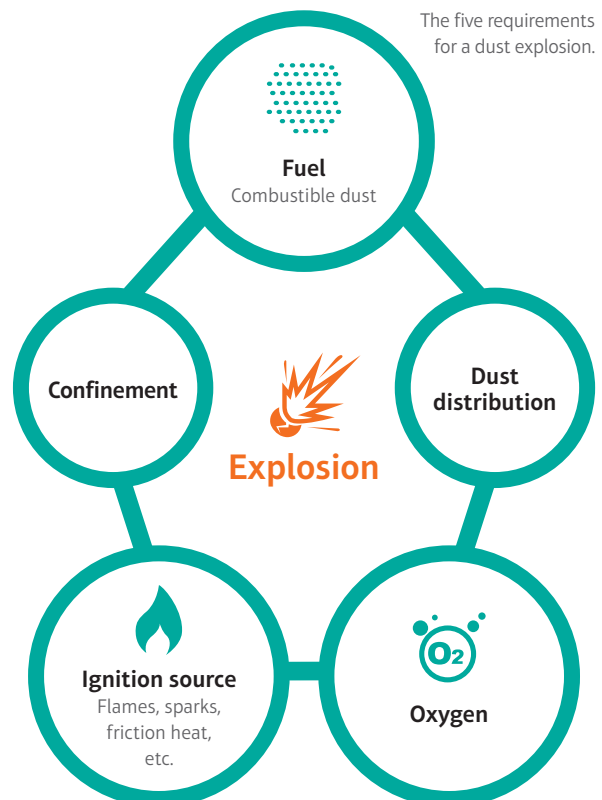 The five requirements
for a dust explosion.
Fuel
Combustible dust
Confinement
Dust
distribution
Explosion
Ignition source
Flames, sparks,
friction heat,
etc.
O2
Oxygen